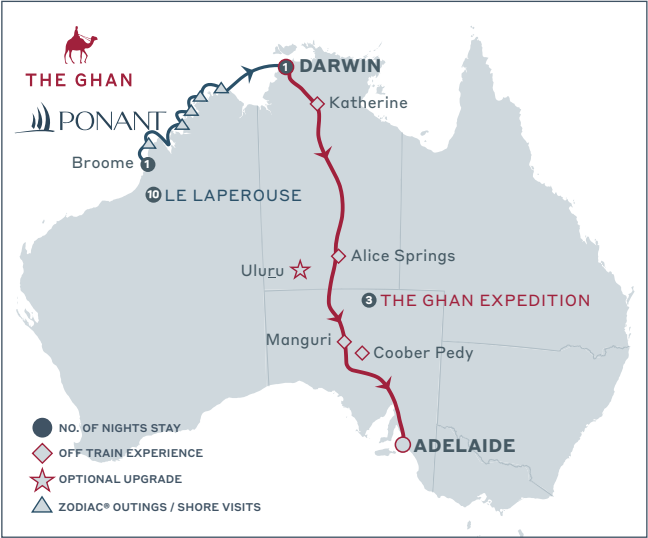 THE GHAN
PONANT
1 DARWIN
Katherine
Broome 1
10 LE LAPEROUSE
Alice Springs
Uluru
3 THE GHAN EXPEDITION
Manguri
Coober Pedy
ADELAIDE
NO. OF NIGHTS STAY
OFF TRAIN EXPERIENCE
OPTIONAL UPGRADE
ZODIAC® OUTINGS / SHORE VISITS